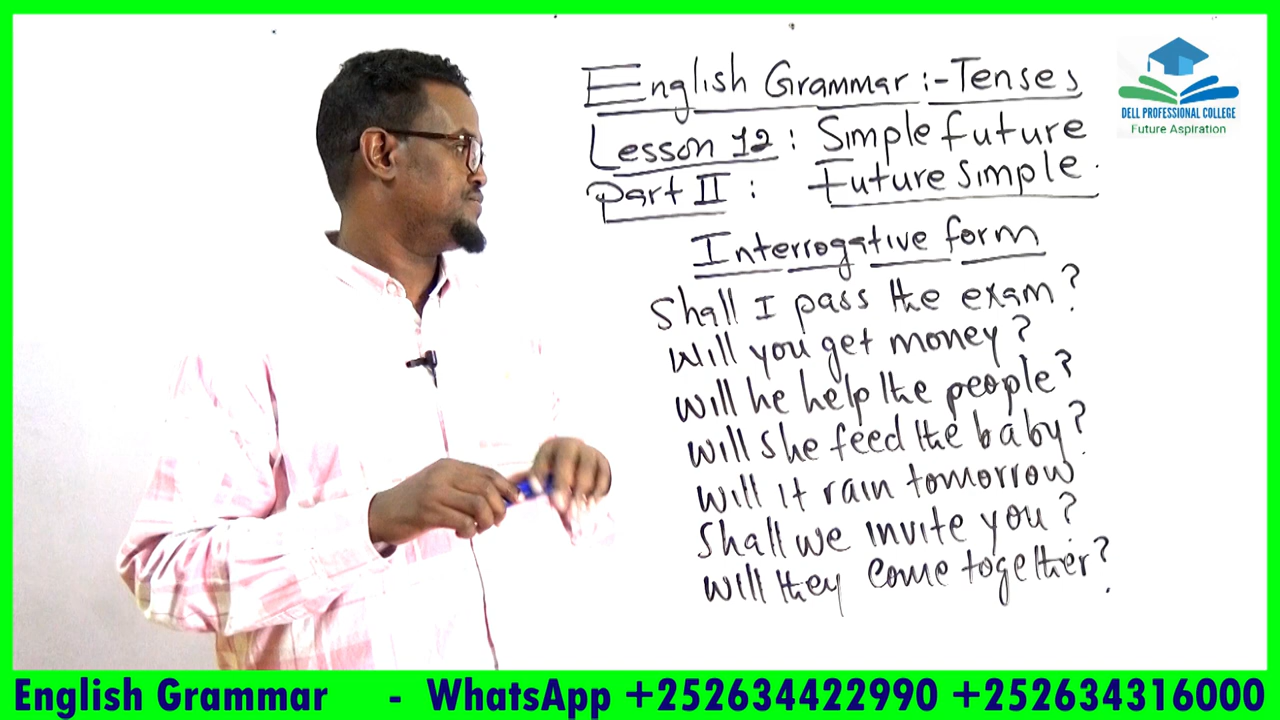 English Grammar :- Tenses
Lesson 12 : Simple future
Part II : Future Simple.
Interrogative form
Shall I pass the exam?
Will you get money?
Will he help the people?
Will she feed the baby?
Will it rain tomorrow
Shall we invite you?
Will they come together?
DELL PROFESSIONAL COLLEGE
Future Aspiration
English Grammar - WhatsApp +252634422990 +252634316000